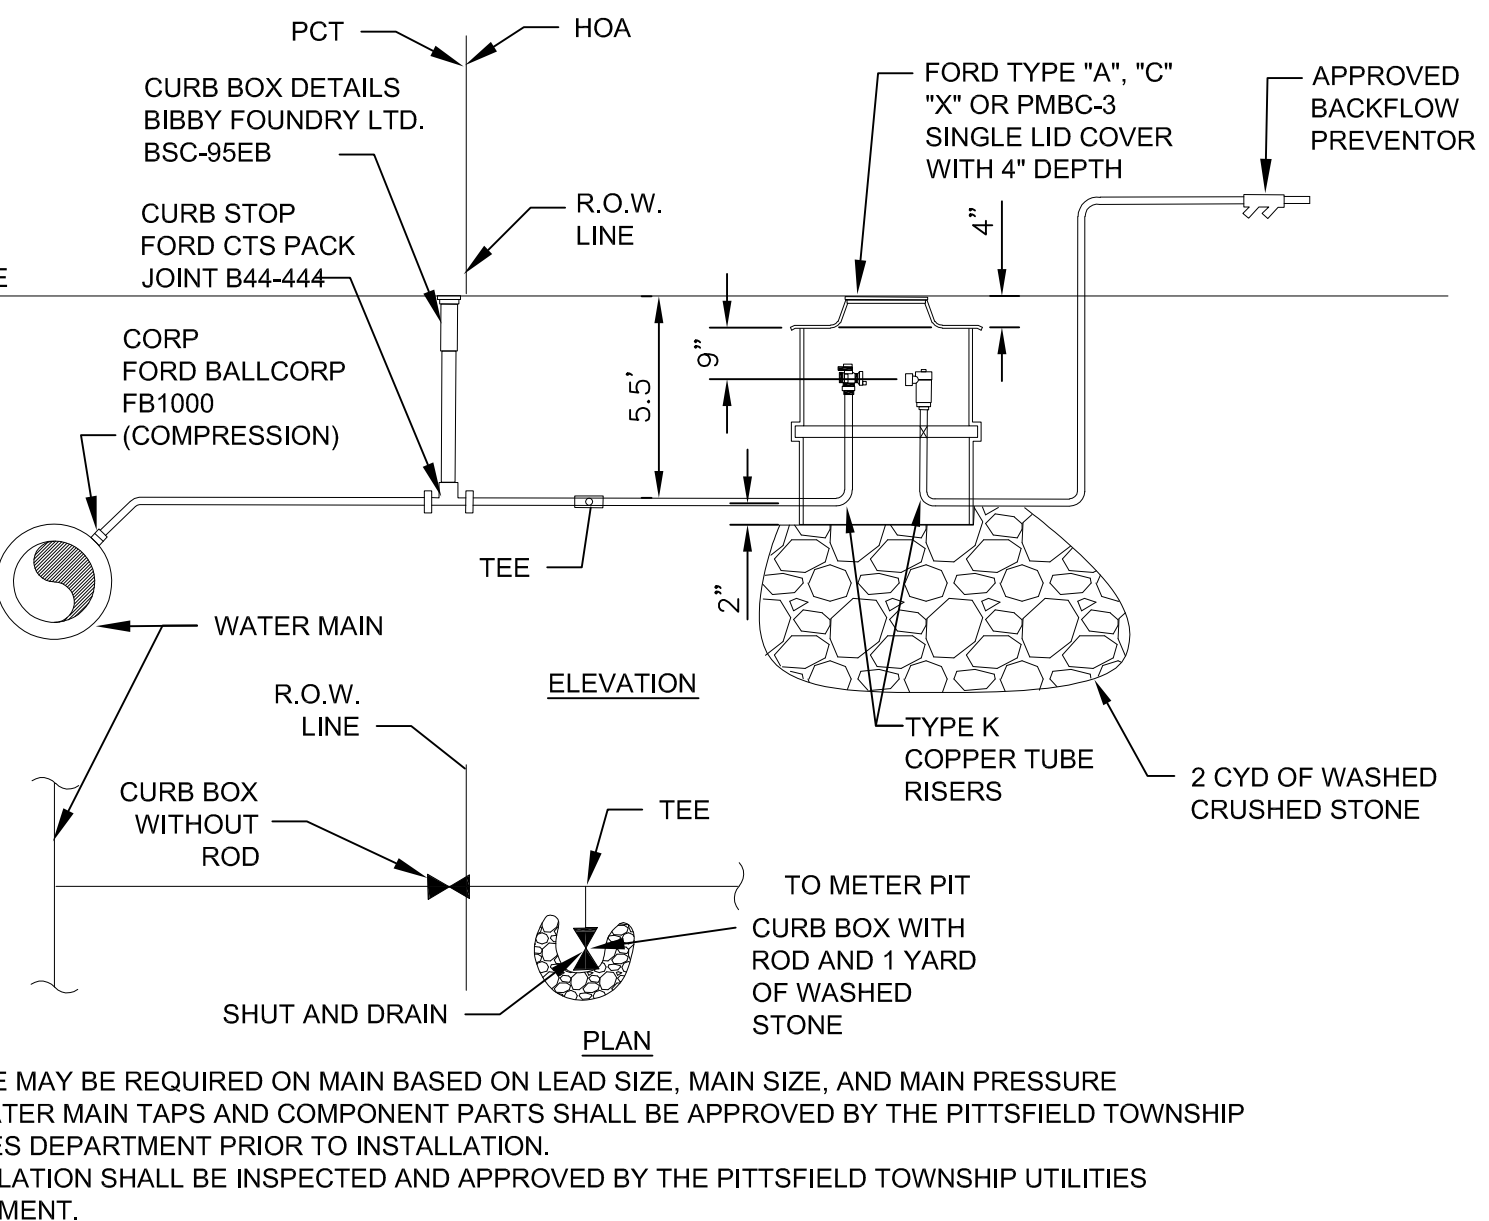 PCT
HOA
CURB BOX DETAILS
BIBBY FOUNDRY LTD.
BSC-95EB
FORD TYPE "A", "C"
"X" OR PMBC-3
SINGLE LID COVER
WITH 4" DEPTH
APPROVED
BACKFLOW
PREVENTOR
CURB STOP
FORD CTS PACK
JOINT B44-444
R.O.W.
LINE
4"
E
CORP
FORD BALLCORP
FB1000
(COMPRESSION)
5.5'
9"
TEE
2"
WATER MAIN
ELEVATION
R.O.W.
LINE
TYPE K
COPPER TUBE
RISERS
2 CYD OF WASHED
CRUSHED STONE
CURB BOX
WITHOUT
ROD
TEE
TO METER PIT
CURB BOX WITH
ROD AND 1 YARD
OF WASHED
STONE
SHUT AND DRAIN
PLAN
E MAY BE REQUIRED ON MAIN BASED ON LEAD SIZE, MAIN SIZE, AND MAIN PRESSURE
ATER MAIN TAPS AND COMPONENT PARTS SHALL BE APPROVED BY THE PITTSFIELD TOWNSHIP
ES DEPARTMENT PRIOR TO INSTALLATION.
LATION SHALL BE INSPECTED AND APPROVED BY THE PITTSFIELD TOWNSHIP UTILITIES
MENT.